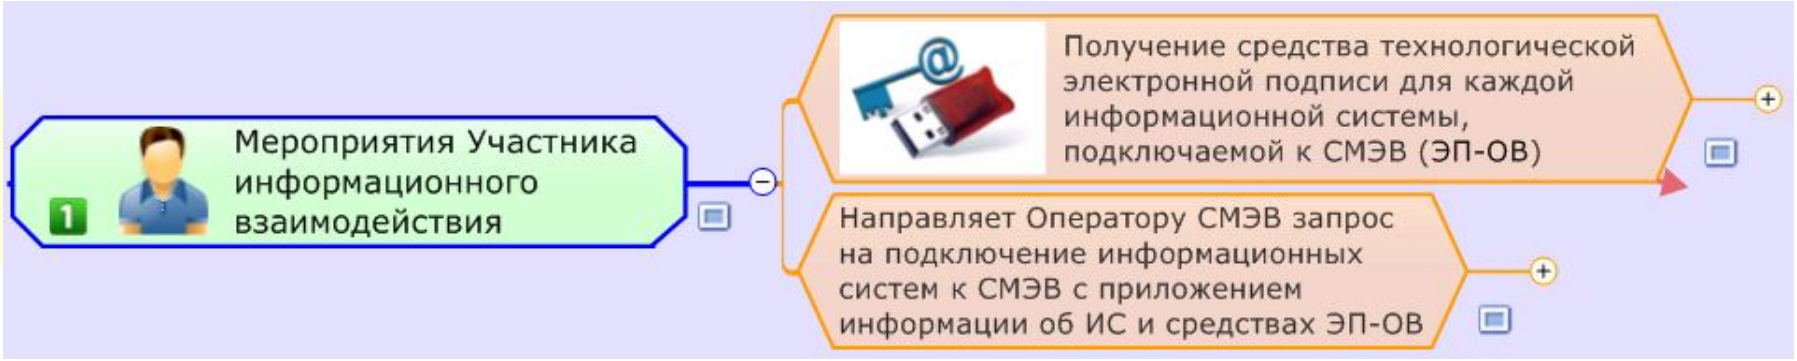 1
Мероприятия Участника
информационного
взаимодействия
@
Получение средства технологической
электронной подписи для каждой
информационной системы,
подключаемой к СМЭВ (ЭП-ОВ)
Направляет Оператору СМЭВ запрос
на подключение информационных
систем к СМЭВ с приложением
информации об ИС и средствах ЭП-ОВ